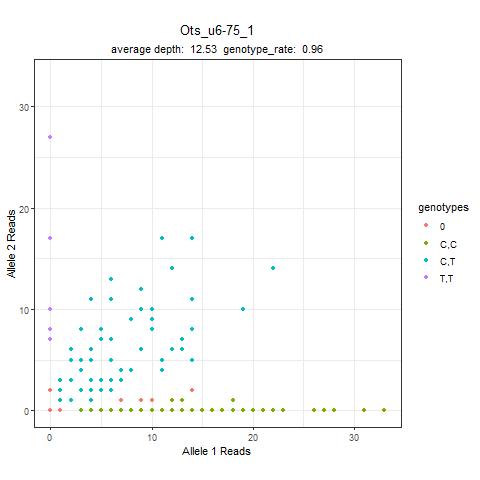 Ots_u6-75_1
average depth: 12.53 genotype_rate: 0.96
30
20
10
0
Allele 2 Reads
0 10 20 30
Allele 1 Reads
genotypes
0
C,C
C,T
T,T